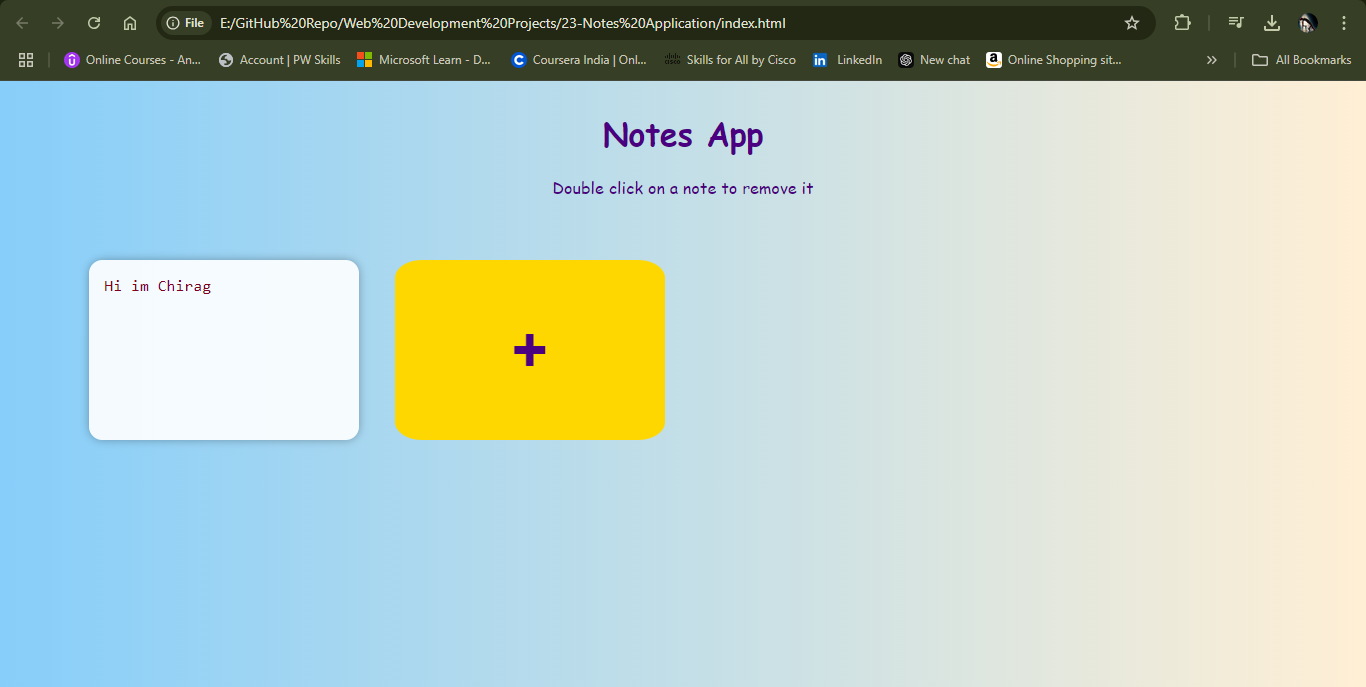 File E:/GitHub%20Repo/Web%20Development%20Projects/23-Notes%20Application/index.html
Online Courses - An... Account | PW Skills Microsoft Learn - D... Coursera India | Onl... Skills for All by Cisco LinkedIn New chat Online Shopping sit... All Bookmarks
Notes App
Double click on a note to remove it
Hi im Chirag
+